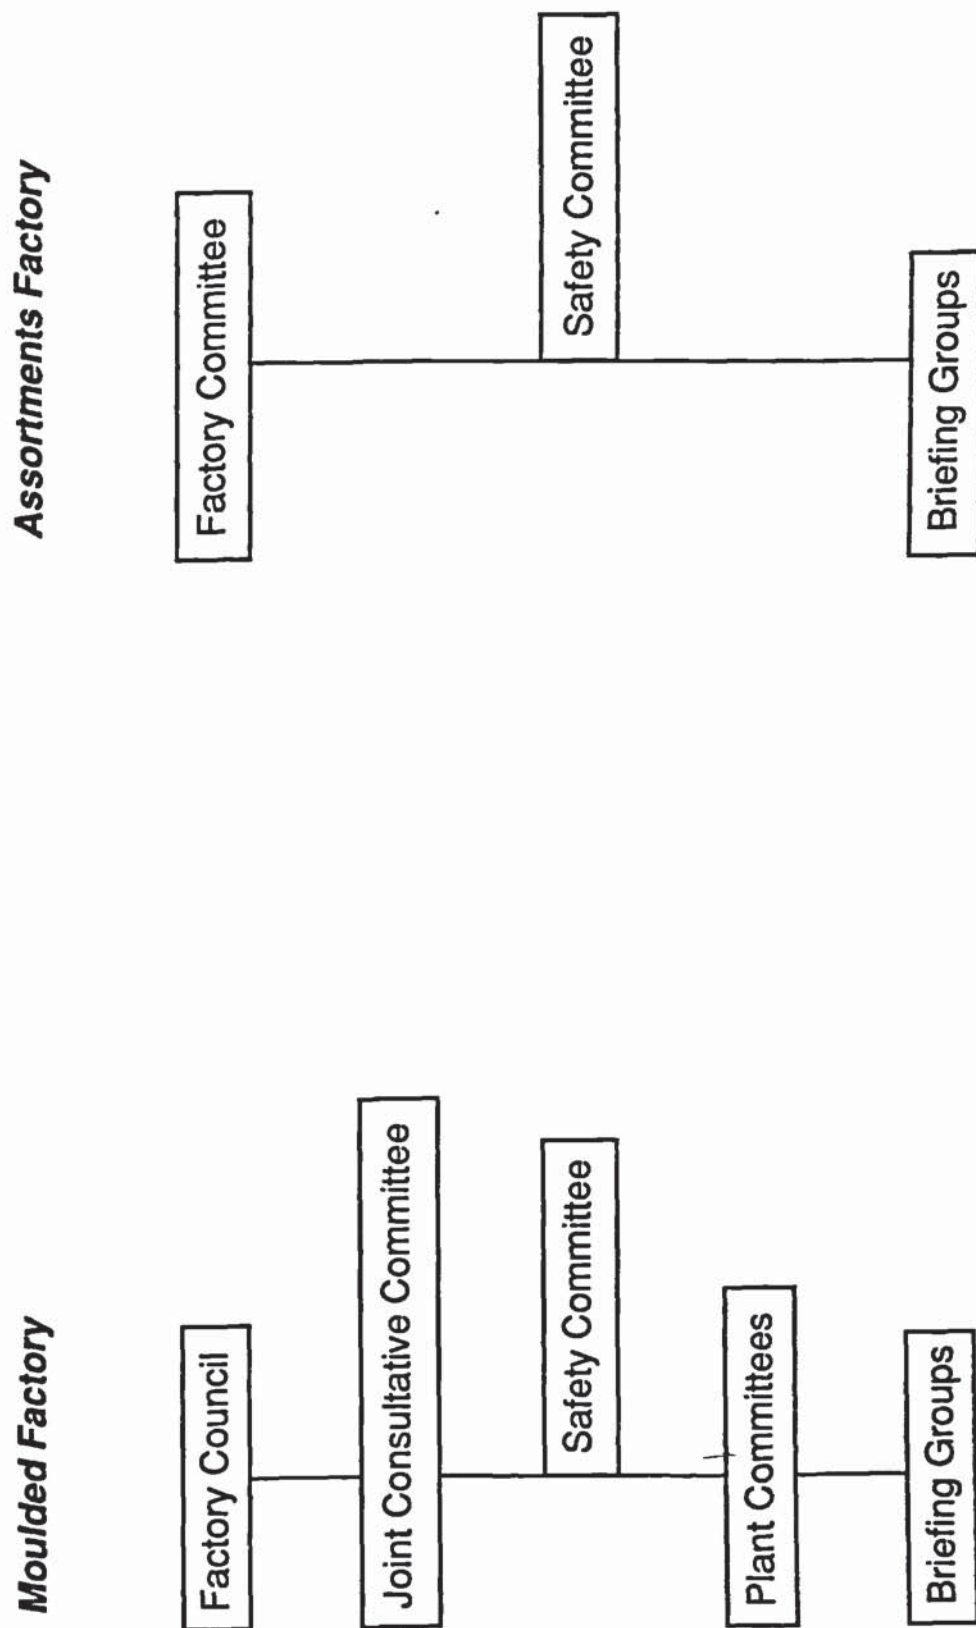 Moulded Factory
Factory Council
Joint Consultative Committee
Safety Committee
Plant Committees
Briefing Groups
Assortments Factory
Factory Committee
Safety Committee
Briefing Groups